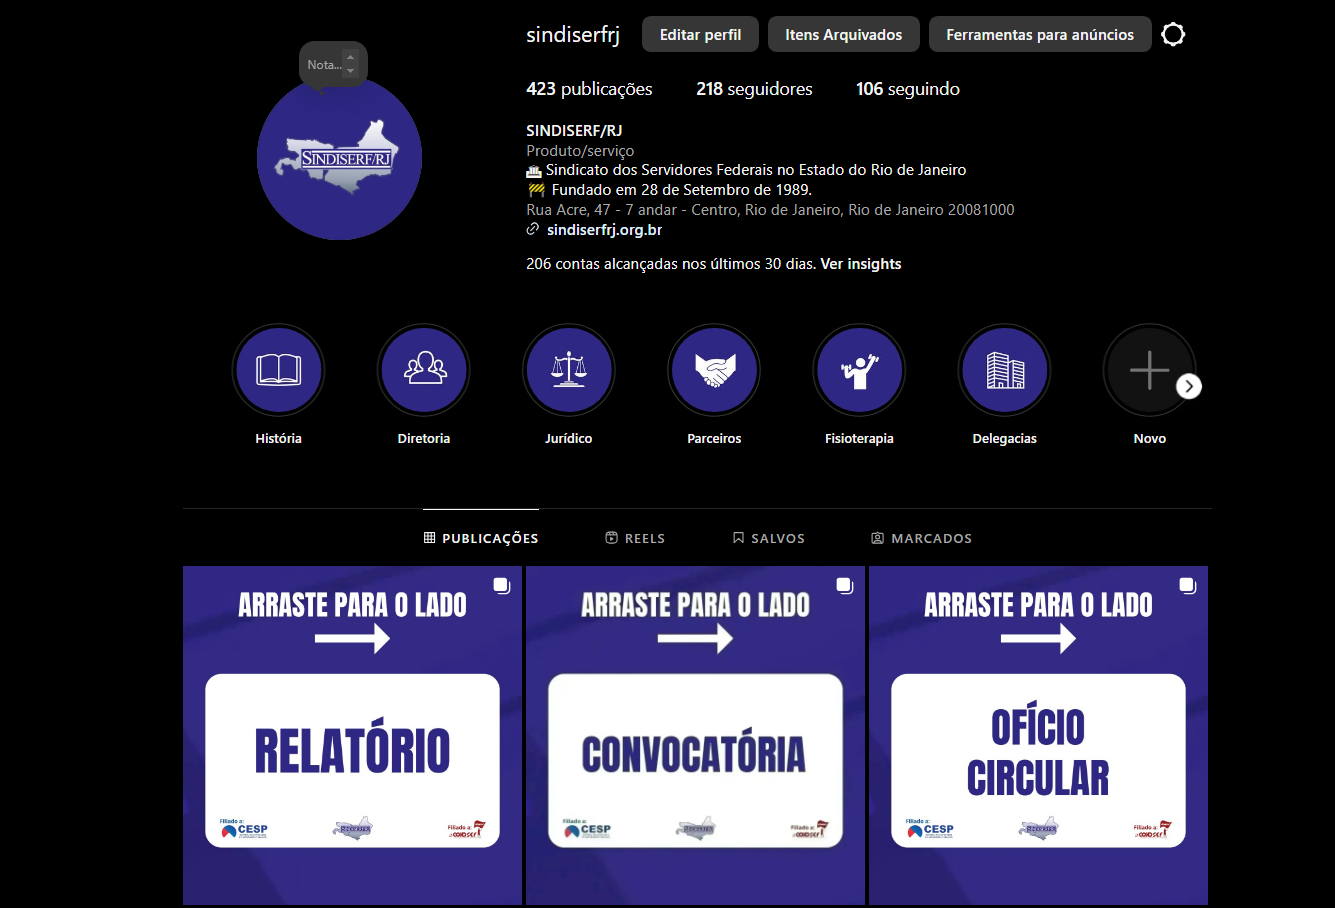 sindiserfrj
Editar perfil
Itens Arquivados
Ferramentas para anúncios
Nota...
423 publicações
218 seguidores
106 seguindo
SINDISERF/RJ
SINDISERF/RJ
Produto/serviço
Sindicato dos Servidores Federais no Estado do Rio de Janeiro
Fundado em 28 de Setembro de 1989.
Rua Acre, 47 - 7 andar - Centro, Rio de Janeiro, Rio de Janeiro 20081000
sindiserfrj.org.br
206 contas alcançadas nos últimos 30 dias. Ver insights
História
Diretoria
Jurídico
Parceiros
Fisioterapia
Delegacias
Novo
PUBLICAÇÕES
REELS
SALVOS
MARCADOS
ARRASTE PARA O LADO
RELATÓRIO
Filiado a:
CESP
Filiado a:
ARRASTE PARA O LADO
CONVOCATÓRIA
Filiado a:
CESP
Filiado a:
ARRASTE PARA O LADO
OFÍCIO
CIRCULAR
Filiado a:
CESP
Filiado a: